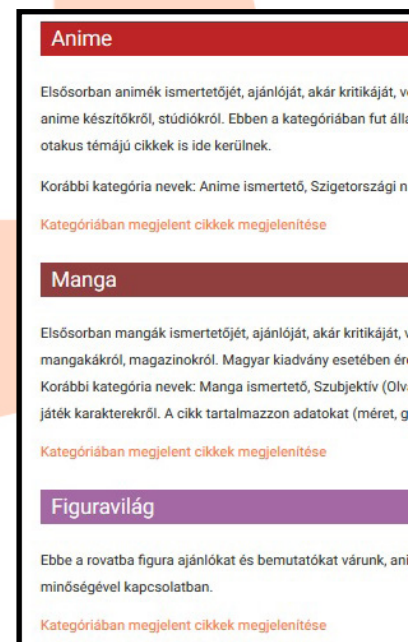 Anime
Elsősorban animék ismertetőjét, ajánlóját, akár kritikáját,
anime készítőkről, stúdiókról. Ebben a kategóriában fut
otakus témájú cikkek is ide kerülnek.
Korábbi kategória nevek: Anime ismertető, Szigetországi
Kategóriában megjelent cikkek megjelenítése
Manga
Elsősorban mangák ismertetőjét, ajánlóját, akár kritikáját,
mangakákról, magazinokról. Magyar kiadvány esetében
Korábbi kategória nevek: Manga ismertető, Szubjektív
játék karakterekről. A cikk tartalmazzon adatokat (méret,
Kategóriában megjelent cikkek megjelenítése
Figuravilág
Ebbe a rovatba figura ajánlókat és bemutatókat várunk,
minőségével kapcsolatban.
Kategóriában megjelent cikkek megjelenítése